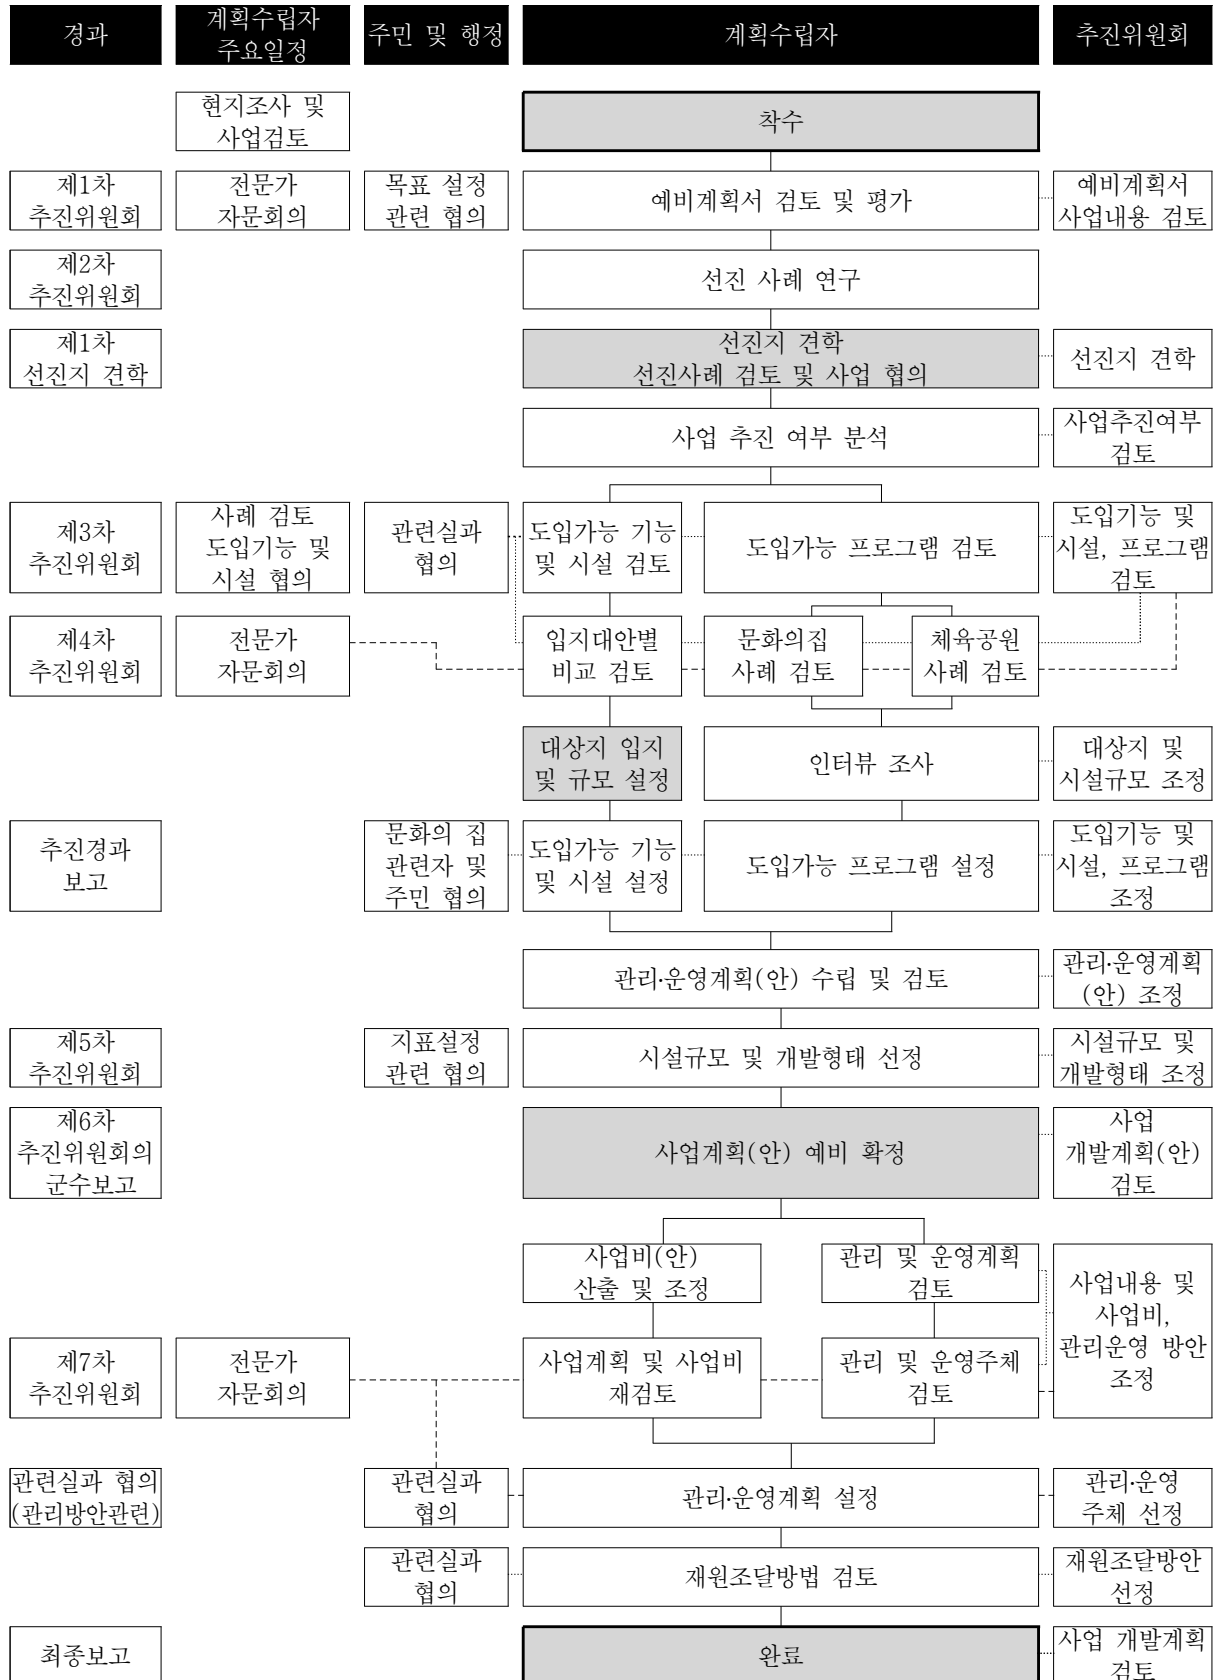 경과
계획수립자
주요일정
주민 및 행정
계획수립자
추진위원회
현지조사 및
사업검토
착수
제1차
추진위원회
전문가
자문회의
목표 설정
관련 협의
예비계획서 검토 및 평가
예비계획서
사업내용 검토
제2차
추진위원회
선진 사례 연구
제1차
선진지 견학
선진지 견학
선진사례 검토 및 사업 협의
선진지 견학
사업 추진 여부 분석
사업추진여부
검토
제3차
추진위원회
사례 검토
도입기능 및
시설 협의
관련실과
협의
도입가능 기능
및 시설 검토
도입가능 프로그램 검토
도입기능 및
시설, 프로그램
검토
제4차
추진위원회
전문가
자문회의
입지대안별
비교 검토
문화의집
사례 검토
체육공원
사례 검토
대상지 입지
및 규모 설정
인터뷰 조사
대상지 및
시설규모 조정
추진경과
보고
문화의 집
관련자 및
주민 협의
도입가능 기능
및 시설 설정
도입가능 프로그램 설정
도입기능 및
시설, 프로그램
조정
관리·운영계획(안) 수립 및 검토
관리·운영계획
(안) 조정
제5차
추진위원회
지표설정
관련 협의
시설규모 및 개발형태 선정
시설규모 및
개발형태 조정
제6차
추진위원회의
군수보고
사업계획(안) 예비 확정
사업
개발계획(안)
검토
사업비(안)
산출 및 조정
관리 및 운영계획
검토
사업내용 및
사업비,
관리운영 방안
조정
제7차
추진위원회
전문가
자문회의
사업계획 및 사업비
재검토
관리 및 운영주체
검토
관련실과 협의
(관리방안관련)
관련실과
협의
관리·운영계획 설정
관리·운영
주체 선정
관련실과
협의
재원조달방법 검토
재원조달방안
선정
최종보고
완료
사업 개발계획
검토